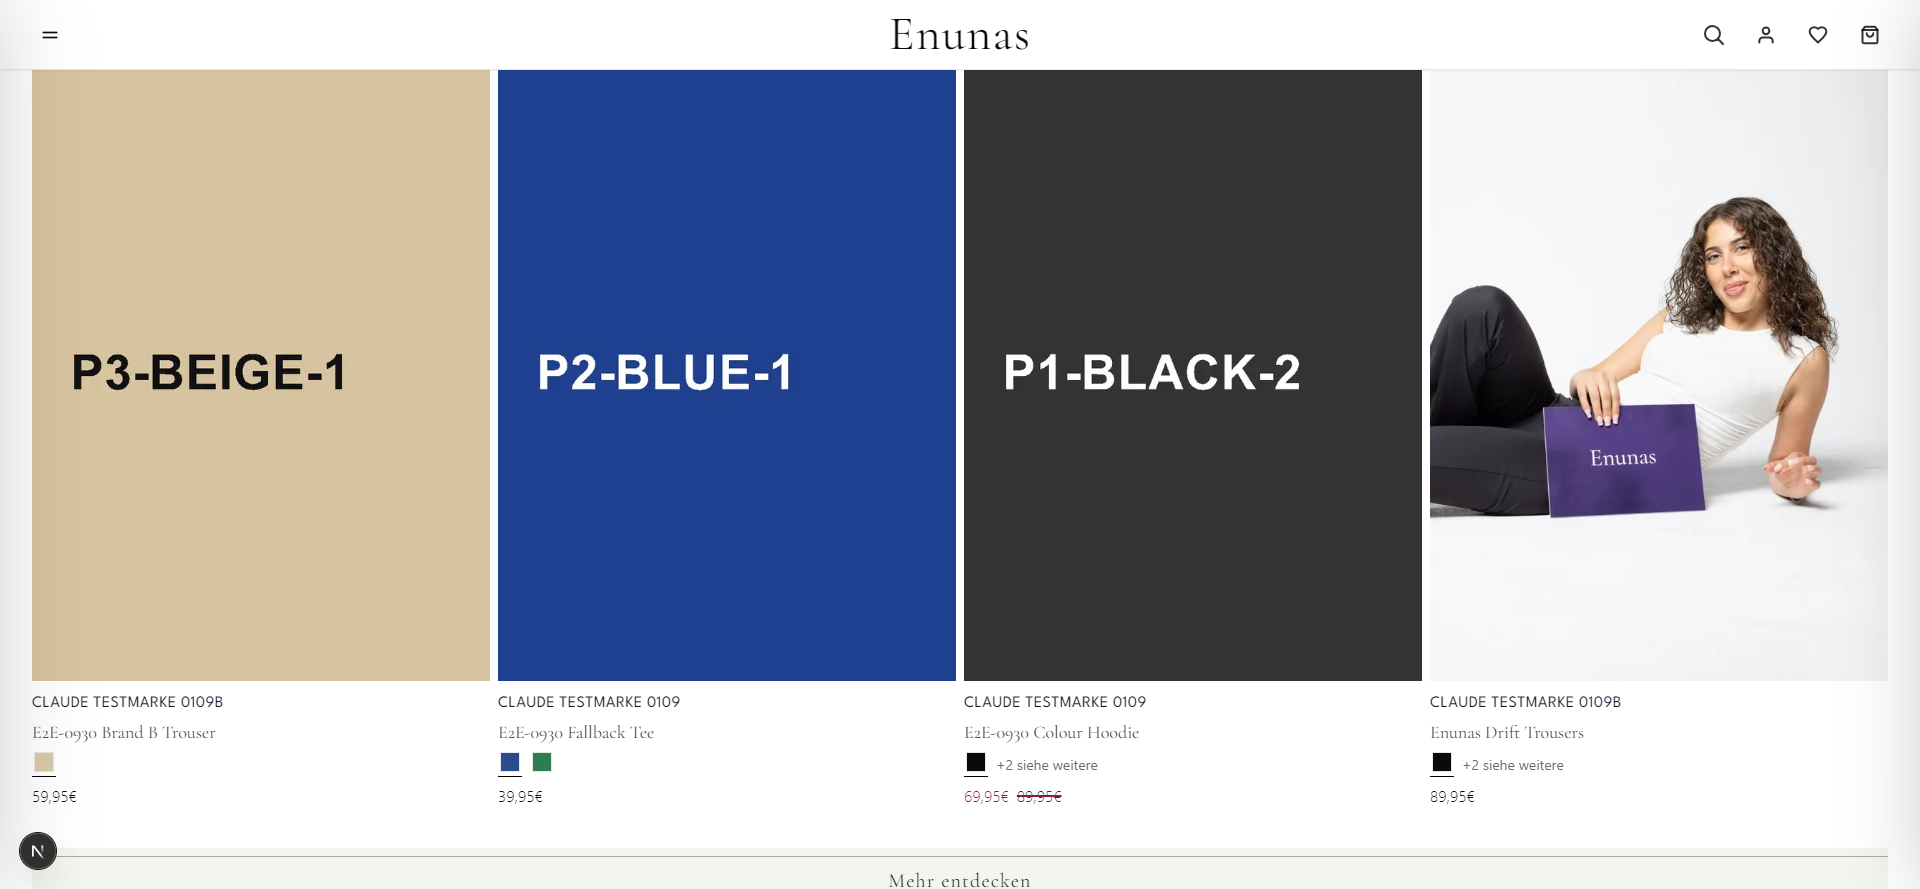 Enunas
P3-BEIGE-1
P2-BLUE-1
P1-BLACK-2
Enunas
CLAUDE TESTMARKE 0109B
E2E-0930 Brand B Trouser
59,95€
CLAUDE TESTMARKE 0109
E2E-0930 Fallback Tee
39,95€
CLAUDE TESTMARKE 0109
E2E-0930 Colour Hoodie
+2 siehe weitere
69,95€ 89,95€
CLAUDE TESTMARKE 0109B
Enunas Drift Trousers
+2 siehe weitere
89,95€
N
Mehr entdecken